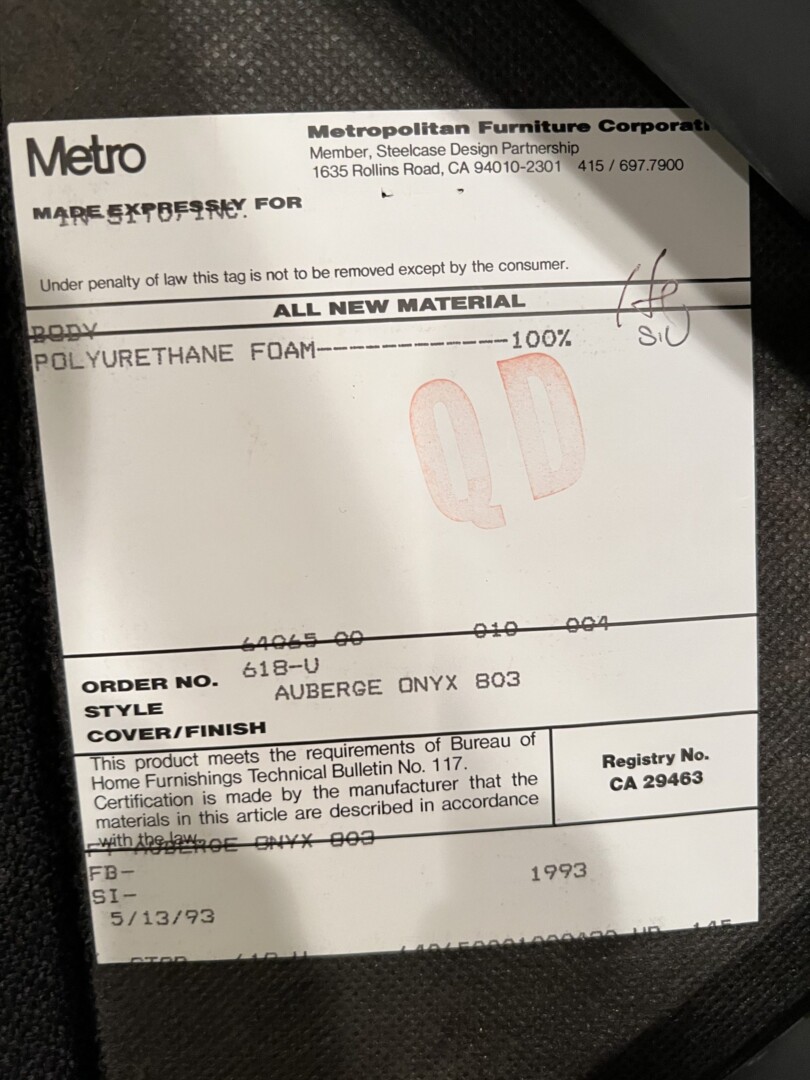 Metro
Metropolitan Furniture Corporati
Member, Steelcase Design Partnership
1635 Rollins Road, CA 94010-2301 415 / 697.7900
MADE EXPRESSLY FOR
IN SITU, INC.
Under penalty of law this tag is not to be removed except by the consumer.
ALL NEW MATERIAL
BODY
POLYURETHANE FOAM-------------100%
QD
64065 00 010 004
ORDER NO. 618-U
STYLE AUBERGE ONYX 803
COVER/FINISH
This product meets the requirements of Bureau of
Home Furnishings Technical Bulletin No. 117.
Certification is made by the manufacturer that the
materials in this article are described in accordance
with the law.
Registry No.
CA 29463
AUBERGE ONYX 803
FB-
SI-
1993
5/13/93